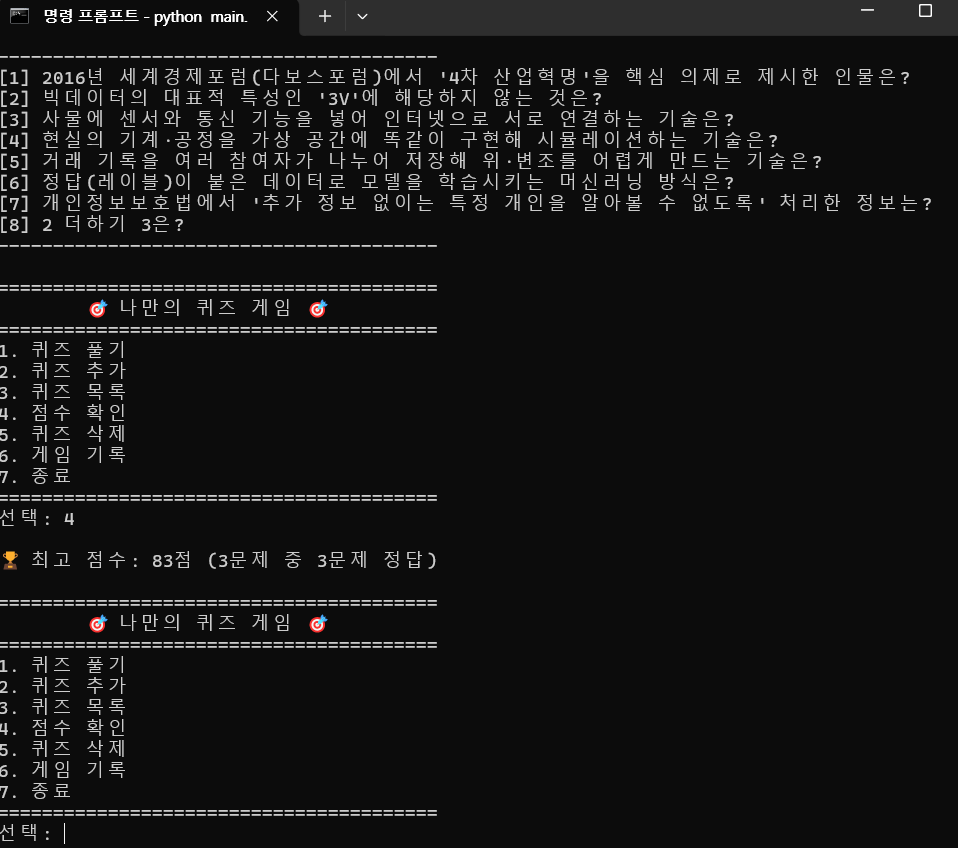 명령 프롬프트 - python main.
----------------------------------------
[1] 2016년 세계경제포럼(다보스포럼)에서 '4차 산업혁명'을 핵심 의제로 제시한 인물은?
[2] 빅데이터의 대표적 특성인 '3V'에 해당하지 않는 것은?
[3] 사물에 센서와 통신 기능을 넣어 인터넷으로 서로 연결하는 기술은?
[4] 현실의 기계·공정을 가상 공간에 똑같이 구현해 시뮬레이션하는 기술은?
[5] 거래 기록을 여러 참여자가 나누어 저장해 위·변조를 어렵게 만드는 기술은?
[6] 정답(레이블)이 붙은 데이터로 모델을 학습시키는 머신러닝 방식은?
[7] 개인정보보호법에서 '추가 정보 없이는 특정 개인을 알아볼 수 없도록' 처리한 정보는?
[8] 2 더하기 3은?
----------------------------------------
========================================
🎯 나만의 퀴즈 게임 🎯
========================================
1. 퀴즈 풀기
2. 퀴즈 추가
3. 퀴즈 목록
4. 점수 확인
5. 퀴즈 삭제
6. 게임 기록
7. 종료
========================================
선택: 4
🏆 최고 점수: 83점 (3문제 중 3문제 정답)
========================================
🎯 나만의 퀴즈 게임 🎯
========================================
1. 퀴즈 풀기
2. 퀴즈 추가
3. 퀴즈 목록
4. 점수 확인
5. 퀴즈 삭제
6. 게임 기록
7. 종료
========================================
선택: